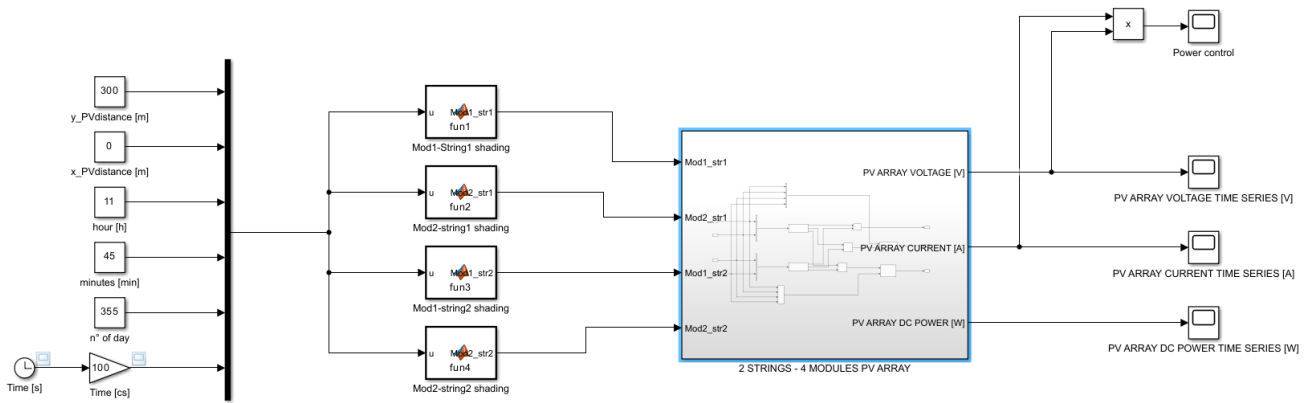 300
y_PVdistance [m]
0
x_PVdistance [m]
11
hour [h]
45
minutes [min]
355
n° of day
Time [s]
100
Time [cs]
u
Mod1_str1
fun1
Mod1-String1 shading
u
Mod2_str1
fun2
Mod2-string1 shading
u
Mod1_str2
fun3
Mod1-string2 shading
u
Mod2_str2
fun4
Mod2-string2 shading
Mod1_str1
Mod2_str1
Mod1_str2
Mod2_str2
PV ARRAY VOLTAGE [V]
PV ARRAY CURRENT [A]
PV ARRAY DC POWER [W]
2 STRINGS - 4 MODULES PV ARRAY
x
Power control
PV ARRAY VOLTAGE TIME SERIES [V]
PV ARRAY CURRENT TIME SERIES [A]
PV ARRAY DC POWER TIME SERIES [W]